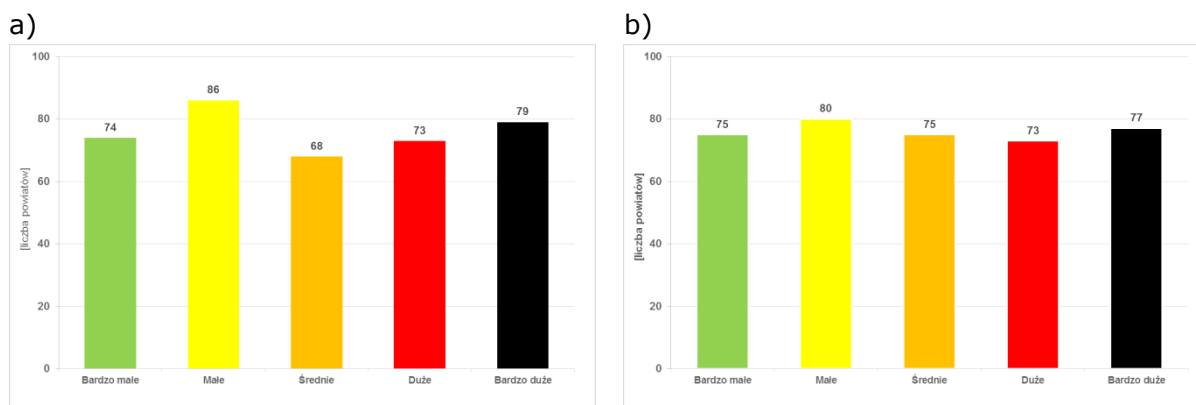 a)
100
80
60
40
20
0
[liczba powiatów]
74
86
68
73
79
Bardzo małe
Małe
Średnie
Duże
Bardzo duże
b)
100
80
60
40
20
0
[liczba powiatów]
75
80
75
73
77
Bardzo małe
Małe
Średnie
Duże
Bardzo duże